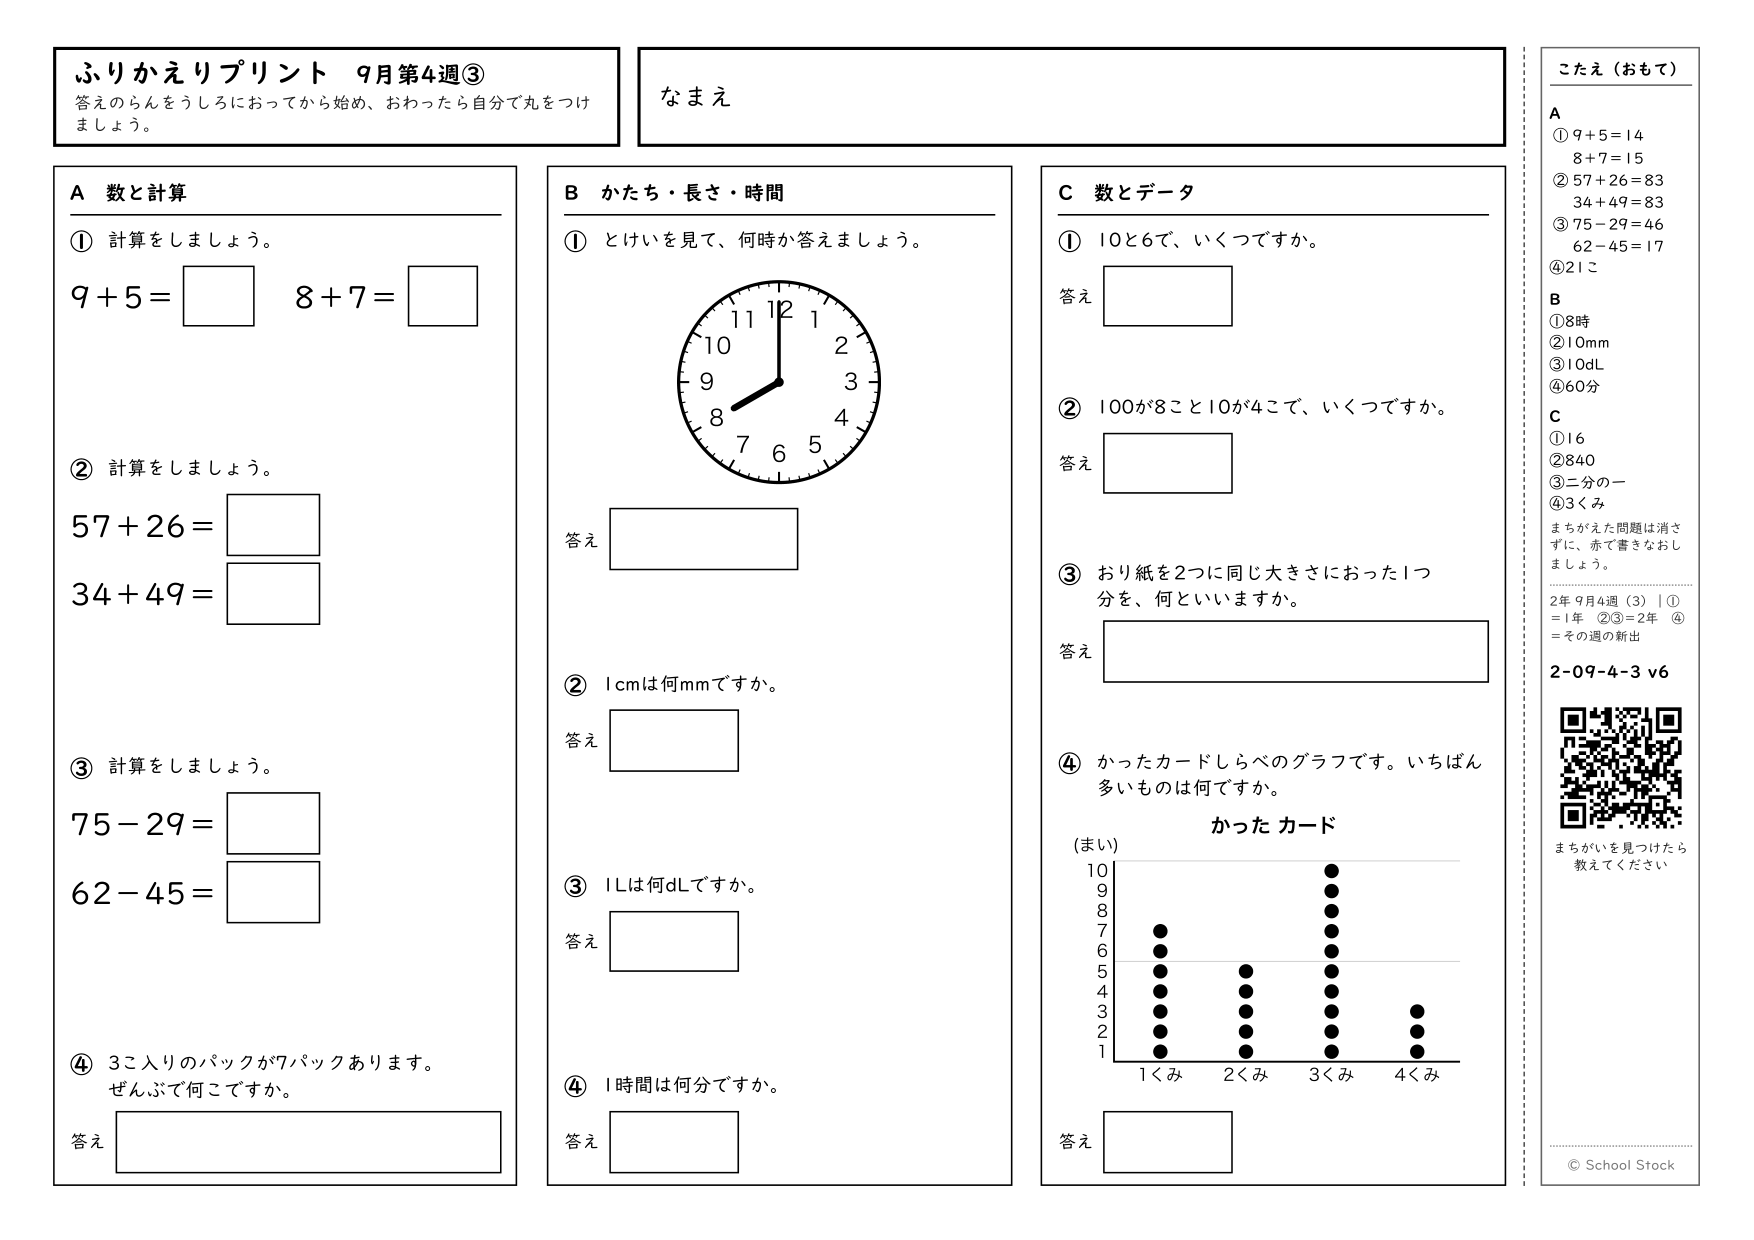 ふりかえりプリント　9月第4週③
答えのらんをうしろにおってから始め、おわったら自分で丸をつけ
ましょう。
なまえ
A　数と計算
① 計算をしましょう。
9＋5＝　8＋7＝
② 計算をしましょう。
57＋26＝
34＋49＝
③ 計算をしましょう。
75－29＝
62－45＝
④ 3こ入りのパックが7パックあります。
ぜんぶで何こですか。
答え
B　かたち・長さ・時間
① とけいを見て、何時か答えましょう。
12
11 1
10 2
9 3
8 4
7 5
6
答え
② 1cmは何mmですか。
答え
③ 1Lは何dLですか。
答え
④ 1時間は何分ですか。
答え
C　数とデータ
① 10と6で、いくつですか。
答え
② 100が8こと10が4こで、いくつですか。
答え
③ おり紙を2つに同じ大きさにおった1つ
分を、何といいますか。
答え
④ かったカードしらべのグラフです。いちばん
多いものは何ですか。
かった カード
(まい)
10
9
8
7
6
5
4
3
2
1
1くみ 2くみ 3くみ 4くみ
答え
こたえ（おもて）
A
① 9＋5＝14
8＋7＝15
② 57＋26＝83
34＋49＝83
③ 75－29＝46
62－45＝17
④21こ
B
①8時
②10mm
③10dL
④60分
C
①16
②840
③二分の一
④3くみ
まちがえた問題は消さ
ずに、赤で書きなおし
ましょう。
2年 9月4週（3）｜①
＝1年　②③＝2年　④
＝その週の新出
2-09-4-3 v6
まちがいを見つけたら
教えてください
© School Stock